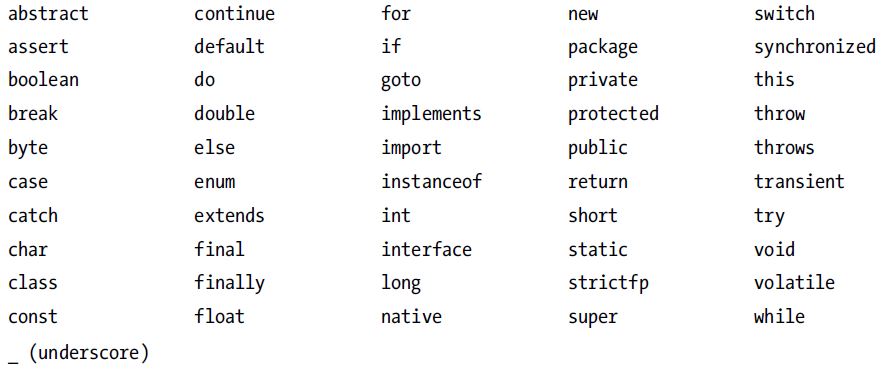 abstract continue for new switch
assert default if package synchronized
boolean do goto private this
break double implements protected throw
byte else import public throws
case enum instanceof return transient
catch extends int short try
char final interface static void
class finally long strictfp volatile
const float native super while
_ (underscore)